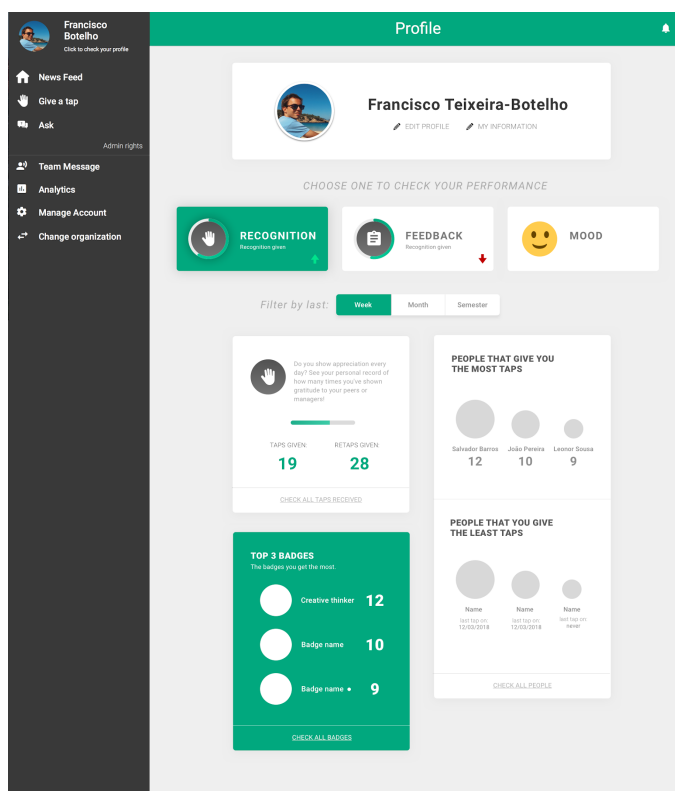 Francisco
Botelho
Click to check your profile
News Feed
Give a tap
Ask
Admin rights
Team Message
Analytics
Manage Account
Change organization
Profile
Francisco Teixeira-Botelho
EDIT PROFILE
MY INFORMATION
CHOOSE ONE TO CHECK YOUR PERFORMANCE
RECOGNITION
Recognition given
FEEDBACK
Recognition given
MOOD
Filter by last:
Week
Month
Semester
Do you show appreciation every
day? See your personal record of
how many times you've shown
gratitude to your peers or
managers!
TAPS GIVEN:
19
RETAPS GIVEN:
28
CHECK ALL TAPS RECEIVED
TOP 3 BADGES
The badges you get the most.
Creative thinker 12
Badge name 10
Badge name 9
CHECK ALL BADGES
PEOPLE THAT GIVE YOU
THE MOST TAPS
Salvador Barros
12
João Pereira
10
Leonor Sousa
9
PEOPLE THAT YOU GIVE
THE LEAST TAPS
Name
last tap on:
12/03/2018
Name
last tap on:
12/03/2018
Name
last tap on:
never
CHECK ALL PEOPLE